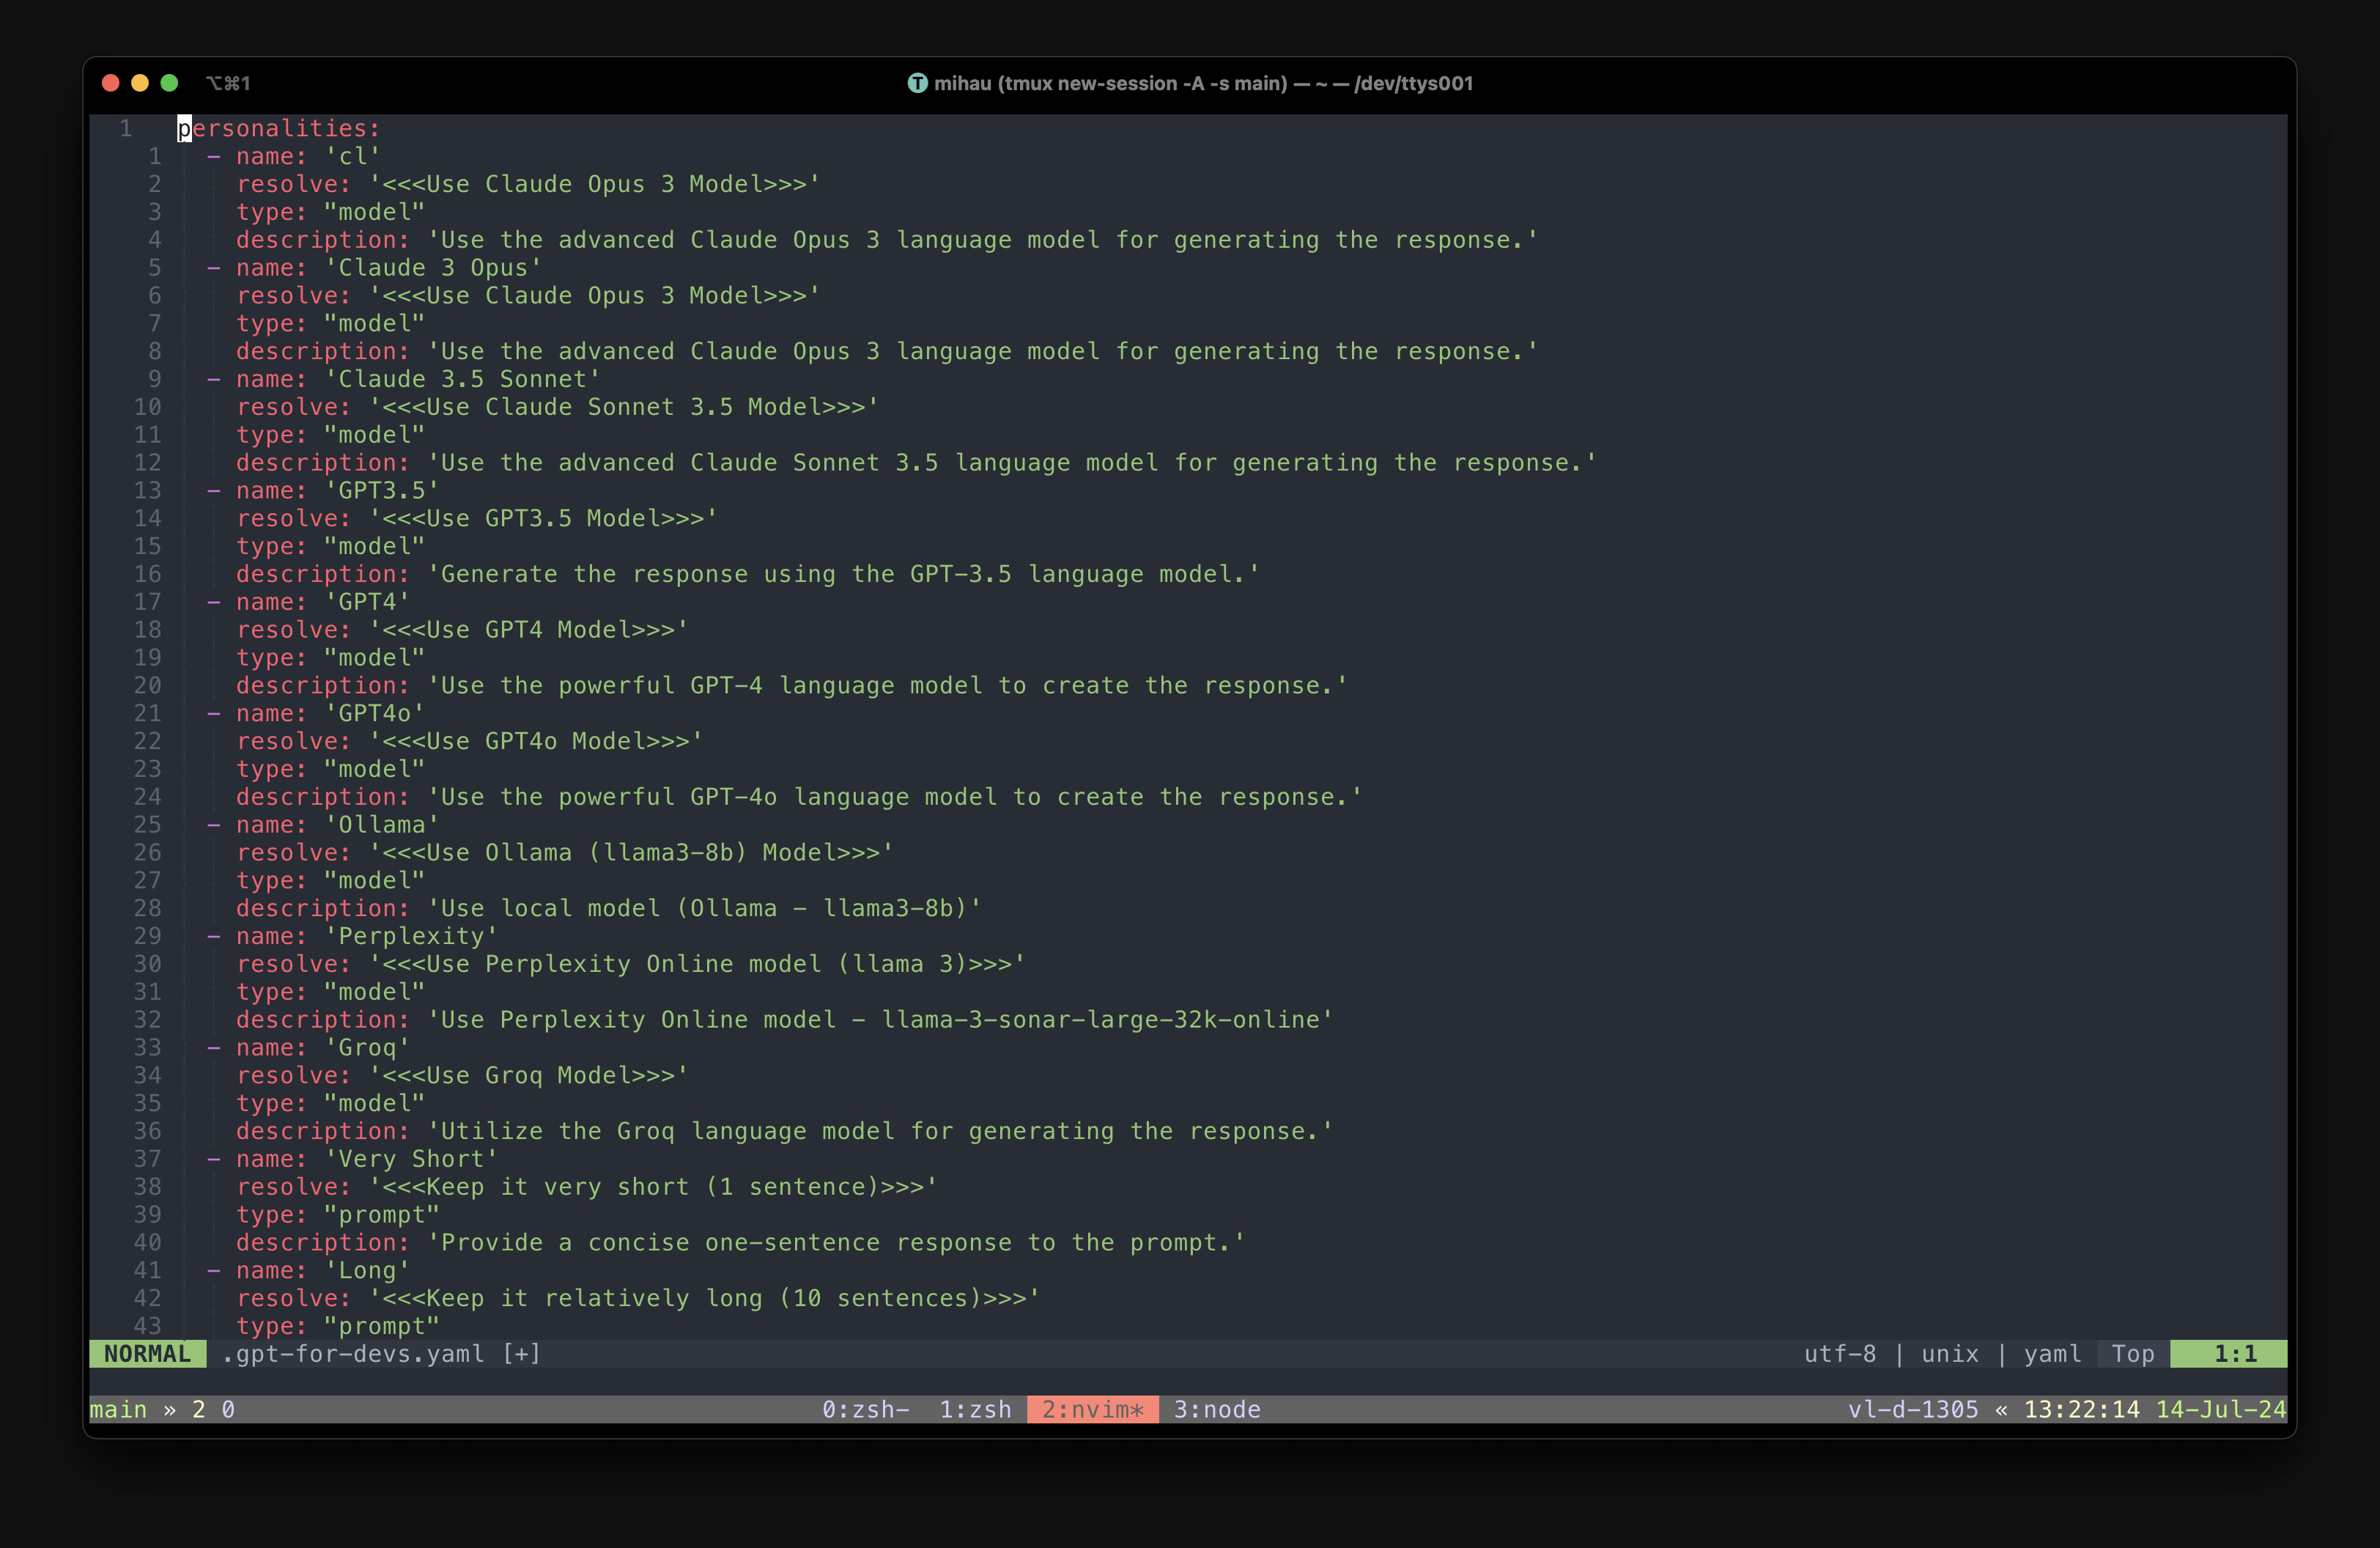 ⌥⌘1 T mihau (tmux new-session -A -s main) — ~ — /dev/ttys001
1 personalities:
1 - name: 'cl'
2 resolve: '<<<Use Claude Opus 3 Model>>>'
3 type: "model"
4 description: 'Use the advanced Claude Opus 3 language model for generating the response.'
5 - name: 'Claude 3 Opus'
6 resolve: '<<<Use Claude Opus 3 Model>>>'
7 type: "model"
8 description: 'Use the advanced Claude Opus 3 language model for generating the response.'
9 - name: 'Claude 3.5 Sonnet'
10 resolve: '<<<Use Claude Sonnet 3.5 Model>>>'
11 type: "model"
12 description: 'Use the advanced Claude Sonnet 3.5 language model for generating the response.'
13 - name: 'GPT3.5'
14 resolve: '<<<Use GPT3.5 Model>>>'
15 type: "model"
16 description: 'Generate the response using the GPT-3.5 language model.'
17 - name: 'GPT4'
18 resolve: '<<<Use GPT4 Model>>>'
19 type: "model"
20 description: 'Use the powerful GPT-4 language model to create the response.'
21 - name: 'GPT4o'
22 resolve: '<<<Use GPT4o Model>>>'
23 type: "model"
24 description: 'Use the powerful GPT-4o language model to create the response.'
25 - name: 'Ollama'
26 resolve: '<<<Use Ollama (llama3-8b) Model>>>'
27 type: "model"
28 description: 'Use local model (Ollama - llama3-8b)'
29 - name: 'Perplexity'
30 resolve: '<<<Use Perplexity Online model (llama 3)>>>'
31 type: "model"
32 description: 'Use Perplexity Online model - llama-3-sonar-large-32k-online'
33 - name: 'Groq'
34 resolve: '<<<Use Groq Model>>>'
35 type: "model"
36 description: 'Utilize the Groq language model for generating the response.'
37 - name: 'Very Short'
38 resolve: '<<<Keep it very short (1 sentence)>>>'
39 type: "prompt"
40 description: 'Provide a concise one-sentence response to the prompt.'
41 - name: 'Long'
42 resolve: '<<<Keep it relatively long (10 sentences)>>>'
43 type: "prompt"
NORMAL .gpt-for-devs.yaml [+] utf-8 | unix | yaml Top 1:1
main » 2 0 0:zsh- 1:zsh 2:nvim* 3:node vl-d-1305 « 13:22:14 14-Jul-24